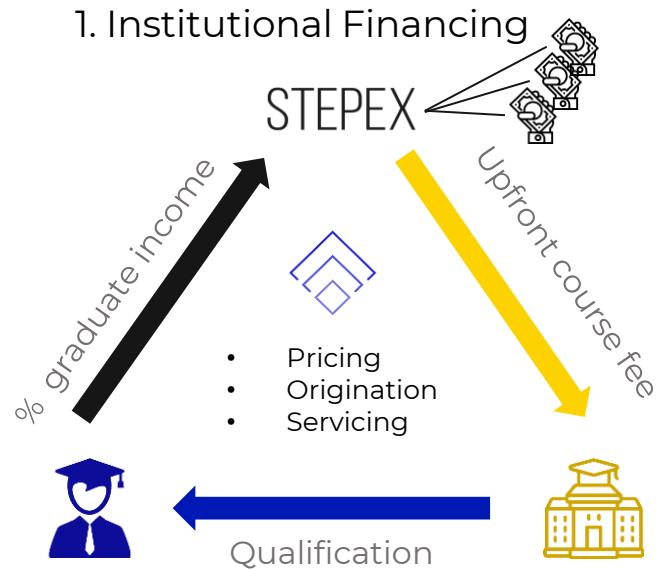 1. Institutional Financing
STEPEX
% graduate income
Upfront course fee
• Pricing
• Origination
• Servicing
Qualification